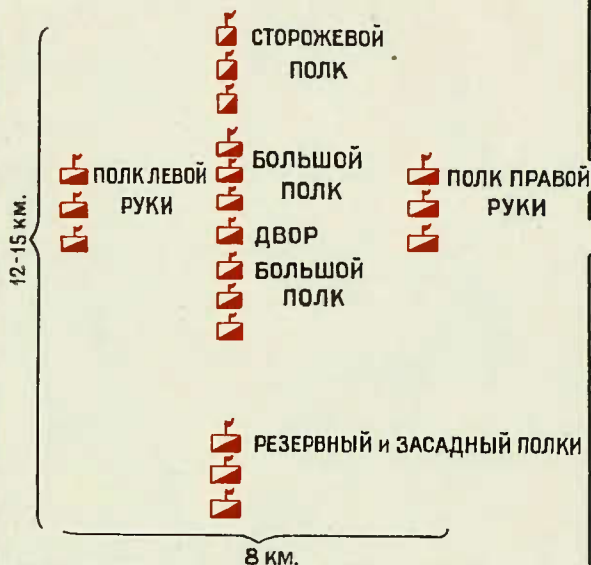 СТОРОЖЕВОЙ
ПОЛК
ПОЛК ЛЕВОЙ
РУКИ
БОЛЬШОЙ
ПОЛК
ПОЛК ПРАВОЙ
РУКИ
ДВОР
БОЛЬШОЙ
ПОЛК
12-15 КМ.
РЕЗЕРВНЫЙ и ЗАСАДНЫЙ ПОЛКИ
8 КМ.